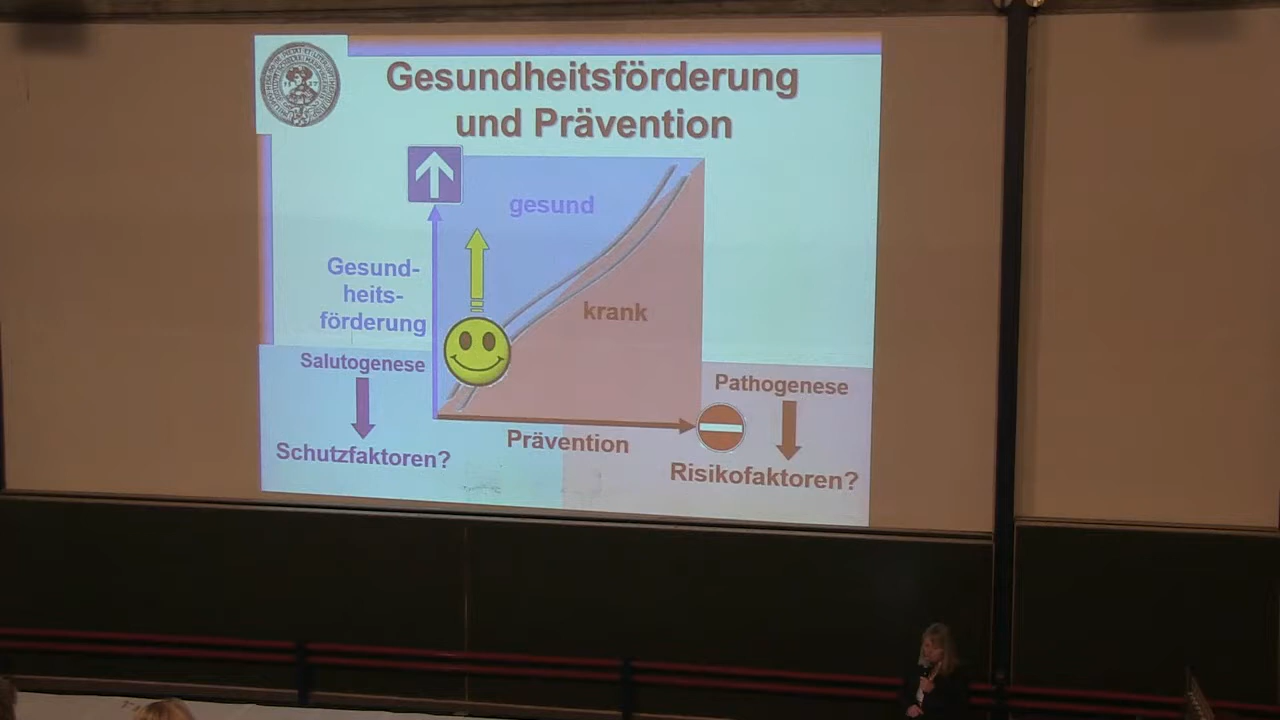 Gesundheitsförderung
und Prävention
gesund
Gesund-
heits-
förderung
krank
Salutogenese
Pathogenese
Prävention
Schutzfaktoren?
Risikofaktoren?